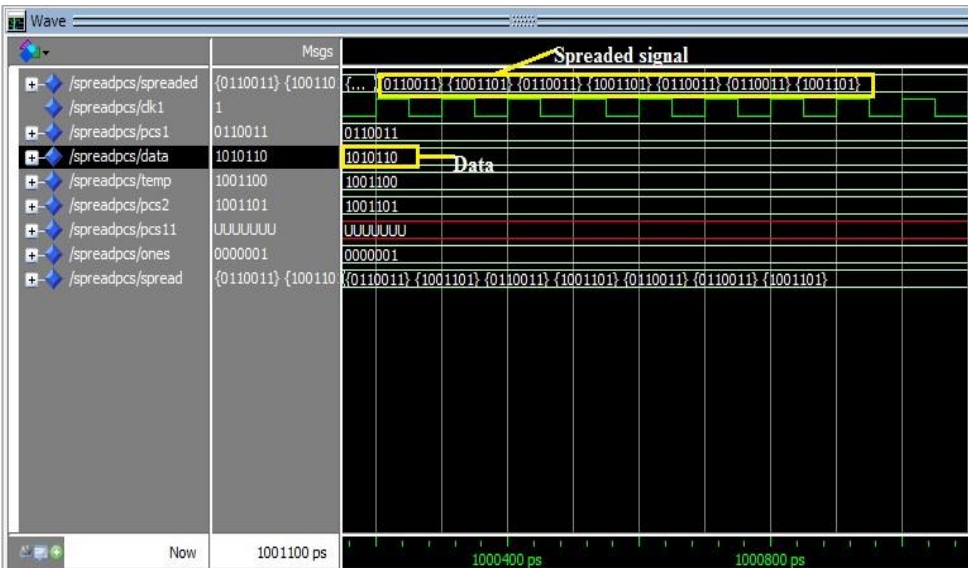 Wave
Msgs
Spreaded signal
/spreadpcs/spreaded {0110011} {100110 {... {0110011} {1001101} {0110011} {1001101} {0110011} {0110011} {1001101}
/spreadpcs/clk1 1
/spreadpcs/pcs1 0110011 0110011
/spreadpcs/data 1010110 1010110 Data
/spreadpcs/temp 1001100 1001100
/spreadpcs/pcs2 1001101 1001101
/spreadpcs/pcs11 UUUUUUU UUUUUUU
/spreadpcs/ones 0000001 0000001
/spreadpcs/spread {0110011} {100110 {0110011} {1001101} {0110011} {1001101} {0110011} {0110011} {1001101}
Now 1001100 ps 1000400 ps 1000800 ps